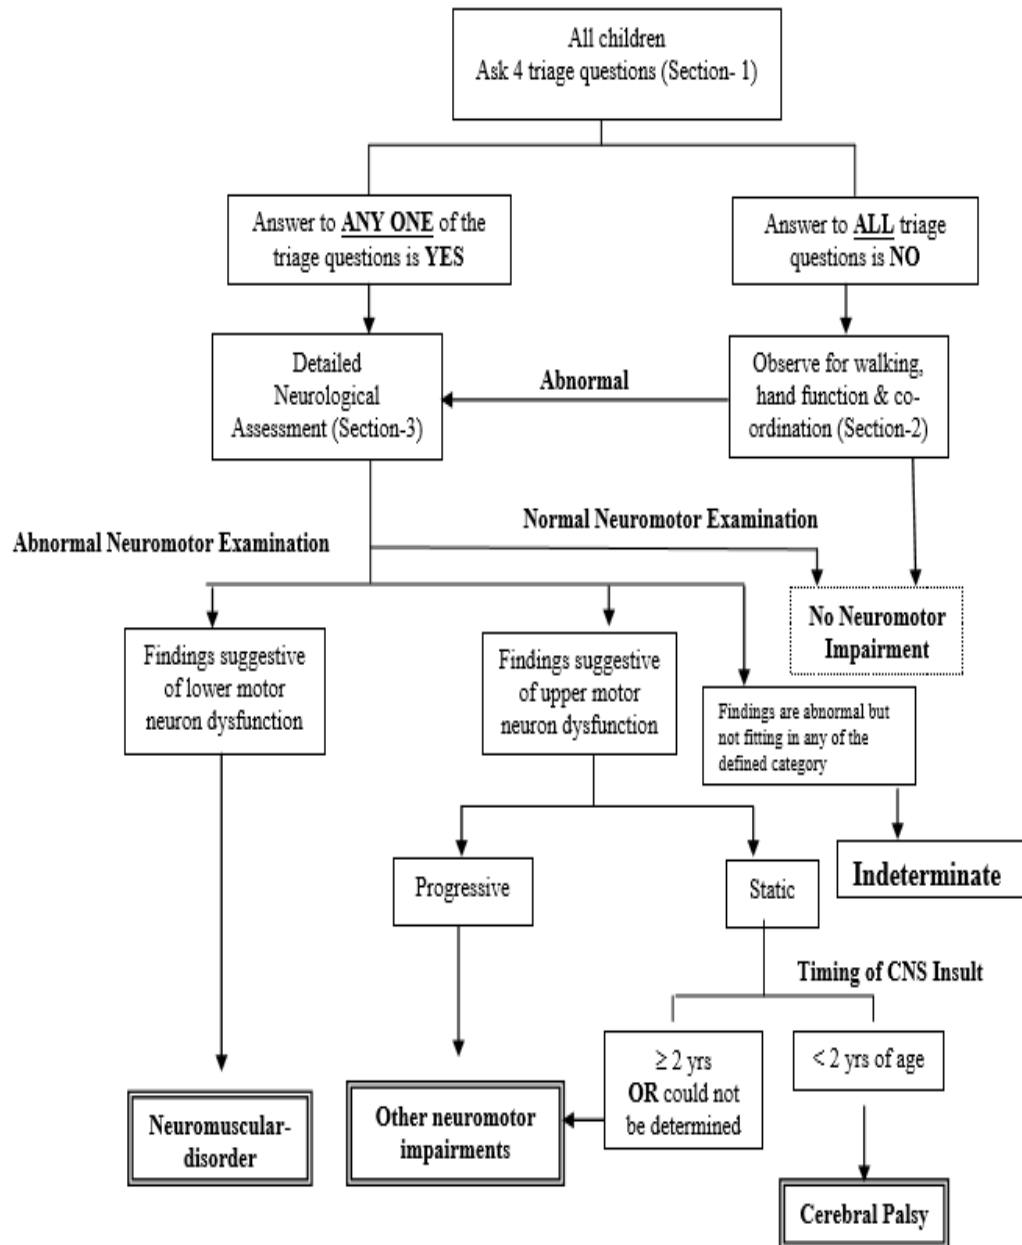 All children
Ask 4 triage questions (Section- 1)
Answer to ANY ONE of the
triage questions is YES
Answer to ALL triage
questions is NO
Detailed
Neurological
Assessment (Section-3)
Abnormal
Observe for walking,
hand function & co-
ordination (Section-2)
Normal Neuromotor Examination
Abnormal Neuromotor Examination
No Neuromotor
Impairment
Findings suggestive
of lower motor
neuron dysfunction
Findings suggestive
of upper motor
neuron dysfunction
Findings are abnormal but
not fitting in any of the
defined category
Progressive
Static
Indeterminate
Timing of CNS Insult
≥ 2 yrs
OR could not
be determined
< 2 yrs of age
Neuromuscular-
disorder
Other neuromotor
impairments
Cerebral Palsy